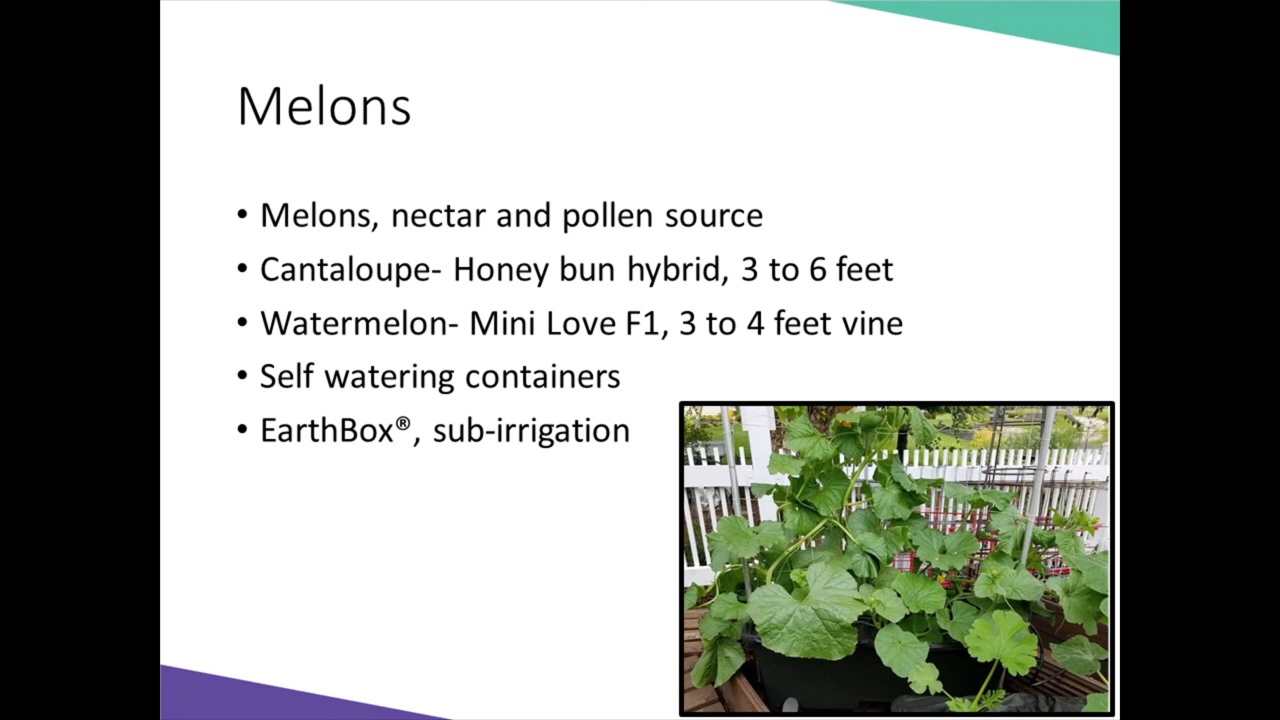 Melons
• Melons, nectar and pollen source
• Cantaloupe- Honey bun hybrid, 3 to 6 feet
• Watermelon- Mini Love F1, 3 to 4 feet vine
• Self watering containers
• EarthBox®, sub-irrigation